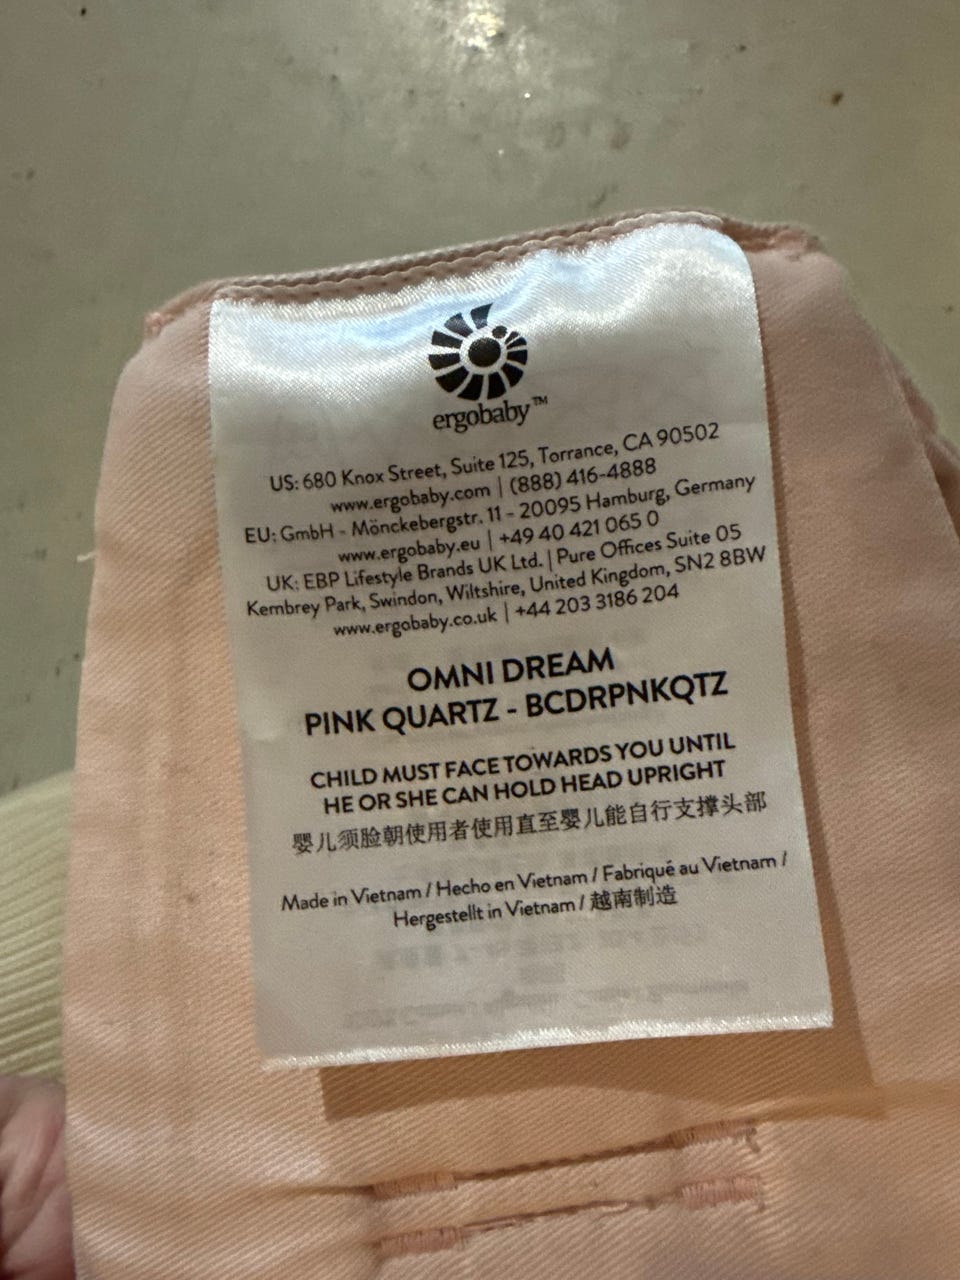 ergobaby™
US: 680 Knox Street, Suite 125, Torrance, CA 90502
www.ergobaby.com | (888) 416-4888
EU: GmbH - Mönckebergstr. 11 - 20095 Hamburg, Germany
www.ergobaby.eu | +49 40 421 065 0
UK: EBP Lifestyle Brands UK Ltd. | Pure Offices Suite 05
Kembrey Park, Swindon, Wiltshire, United Kingdom, SN2 8BW
www.ergobaby.co.uk | +44 203 3186 204
OMNI DREAM
PINK QUARTZ - BCDRPNKQTZ
CHILD MUST FACE TOWARDS YOU UNTIL
HE OR SHE CAN HOLD HEAD UPRIGHT
婴儿须脸朝使用者使用直至婴儿能自行支撑头部
Made in Vietnam / Hecho en Vietnam / Fabriqué au Vietnam /
Hergestellt in Vietnam / 越南制造